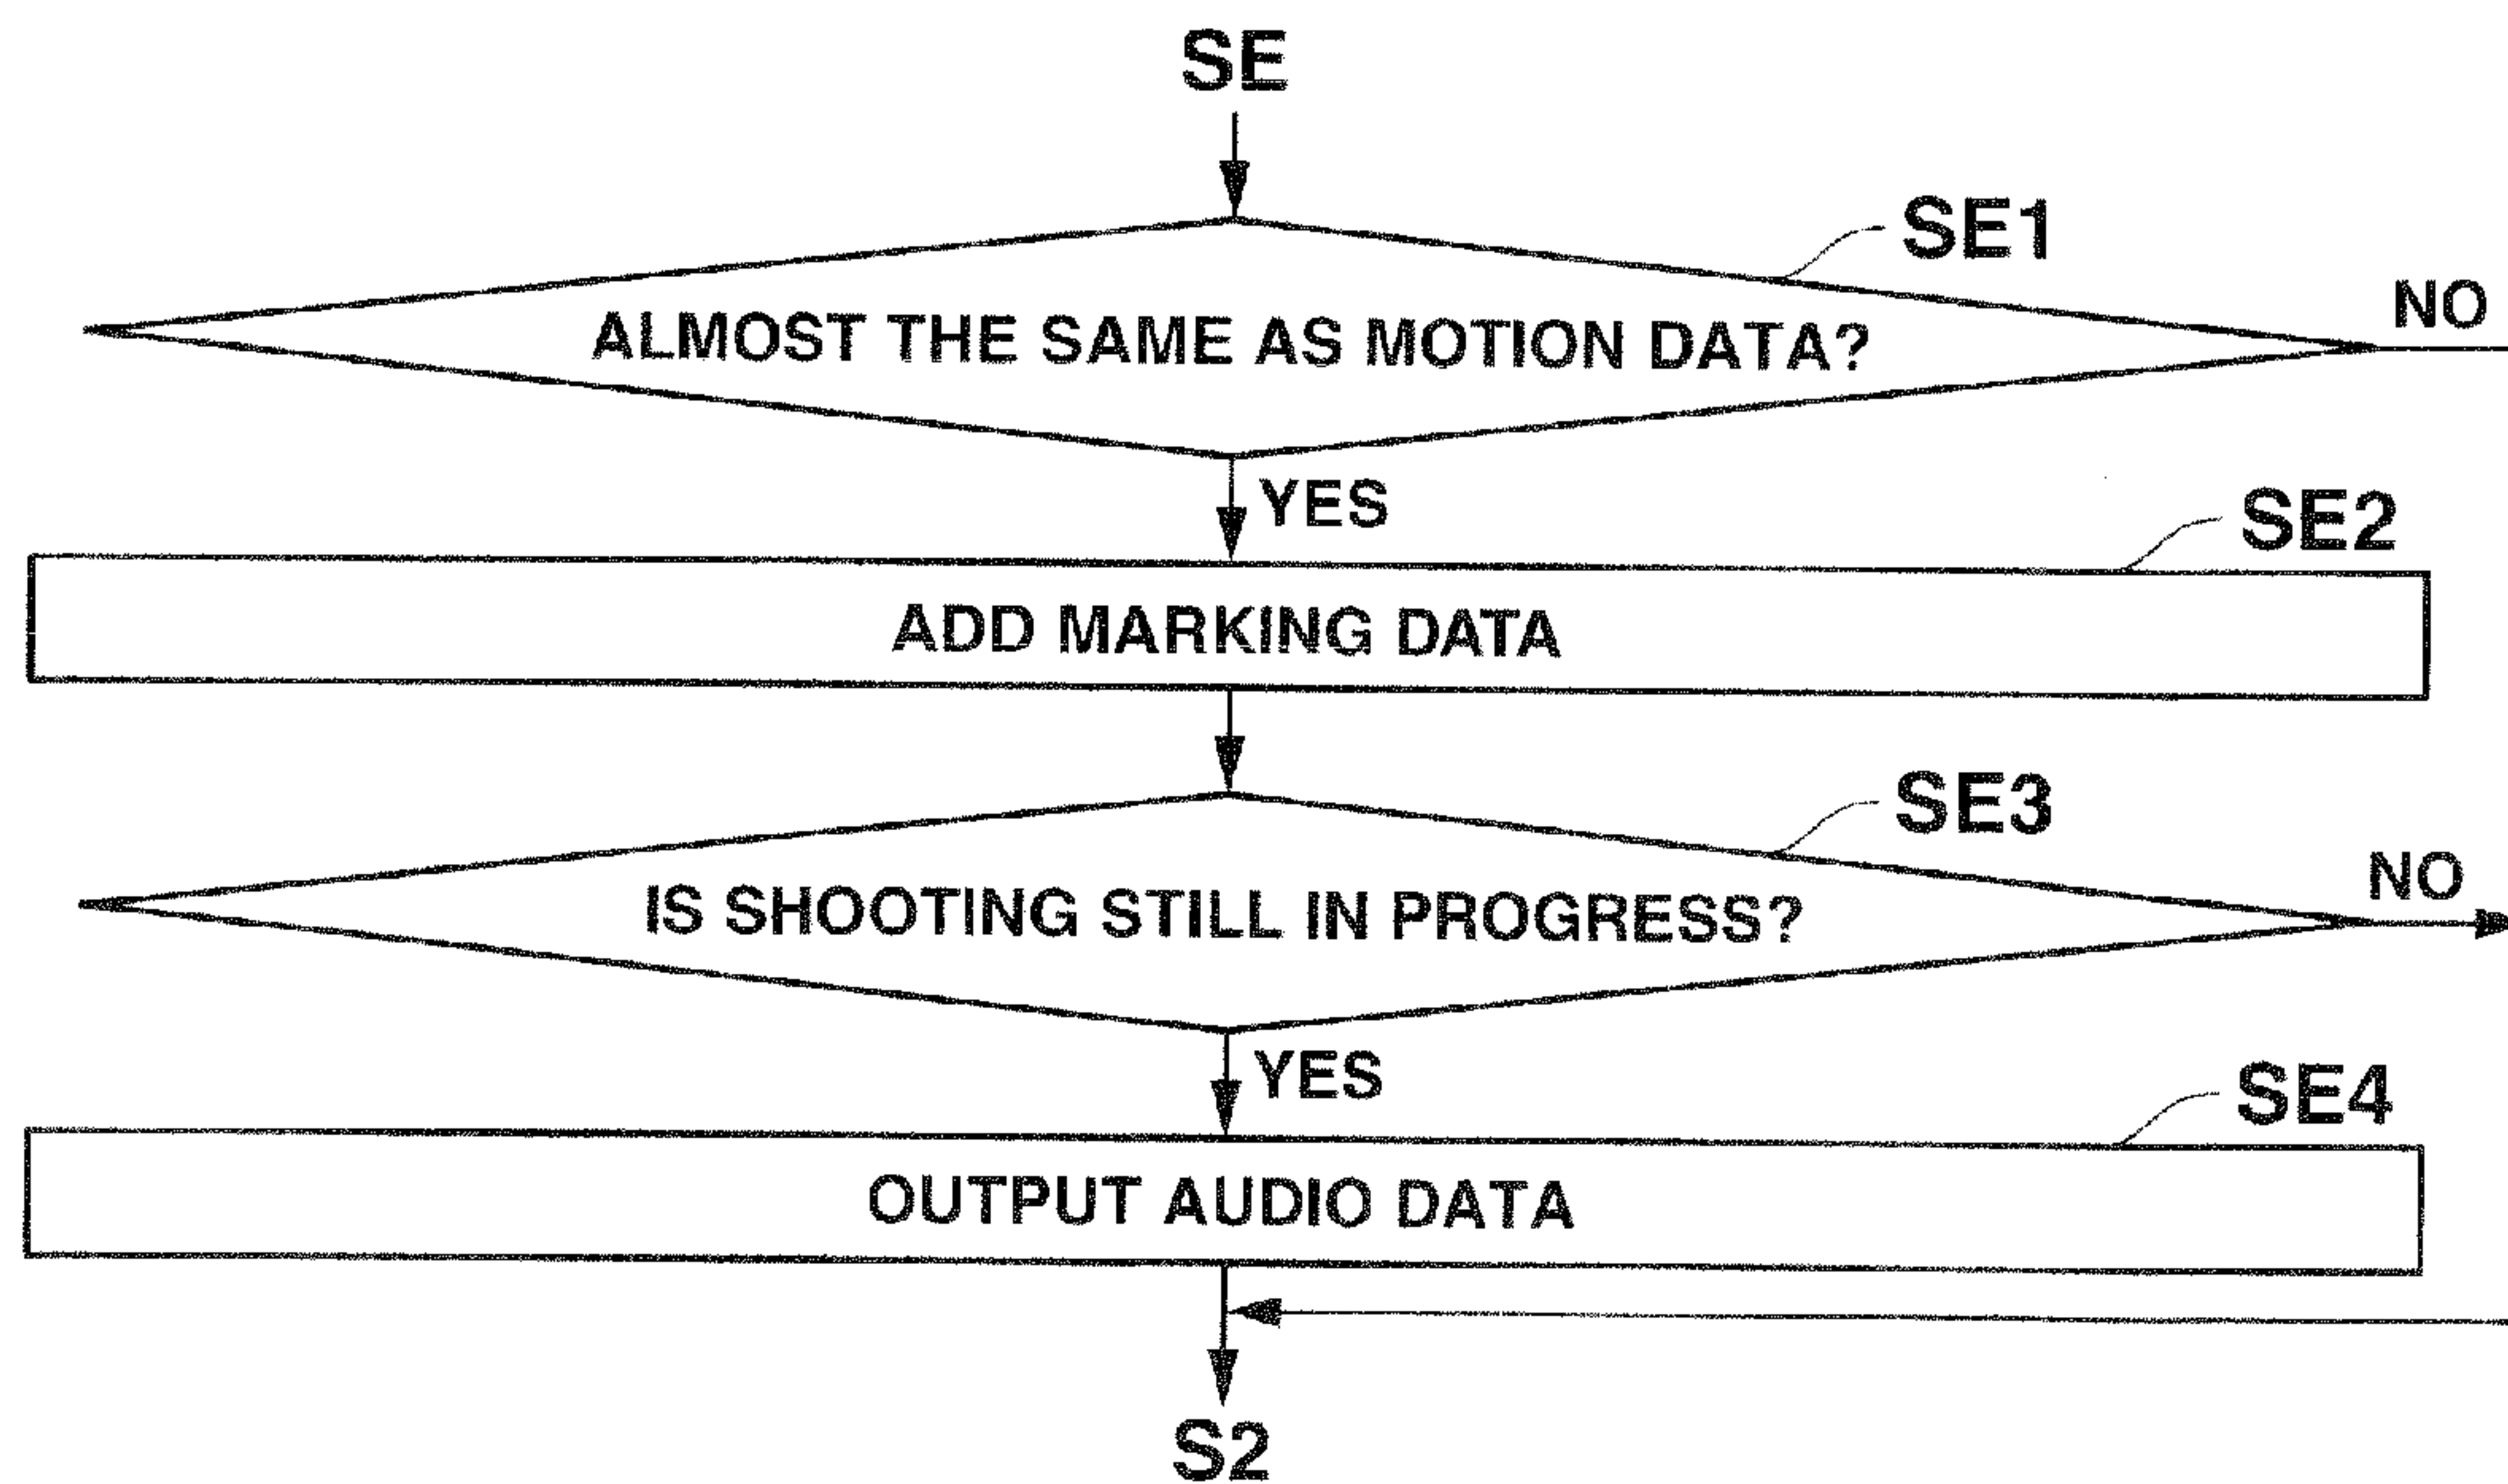 SE
SE1
NO
ALMOST THE SAME AS MOTION DATA?
YES
SE2
ADD MARKING DATA
SE3
NO
IS SHOOTING STILL IN PROGRESS?
YES
SE4
OUTPUT AUDIO DATA
S2